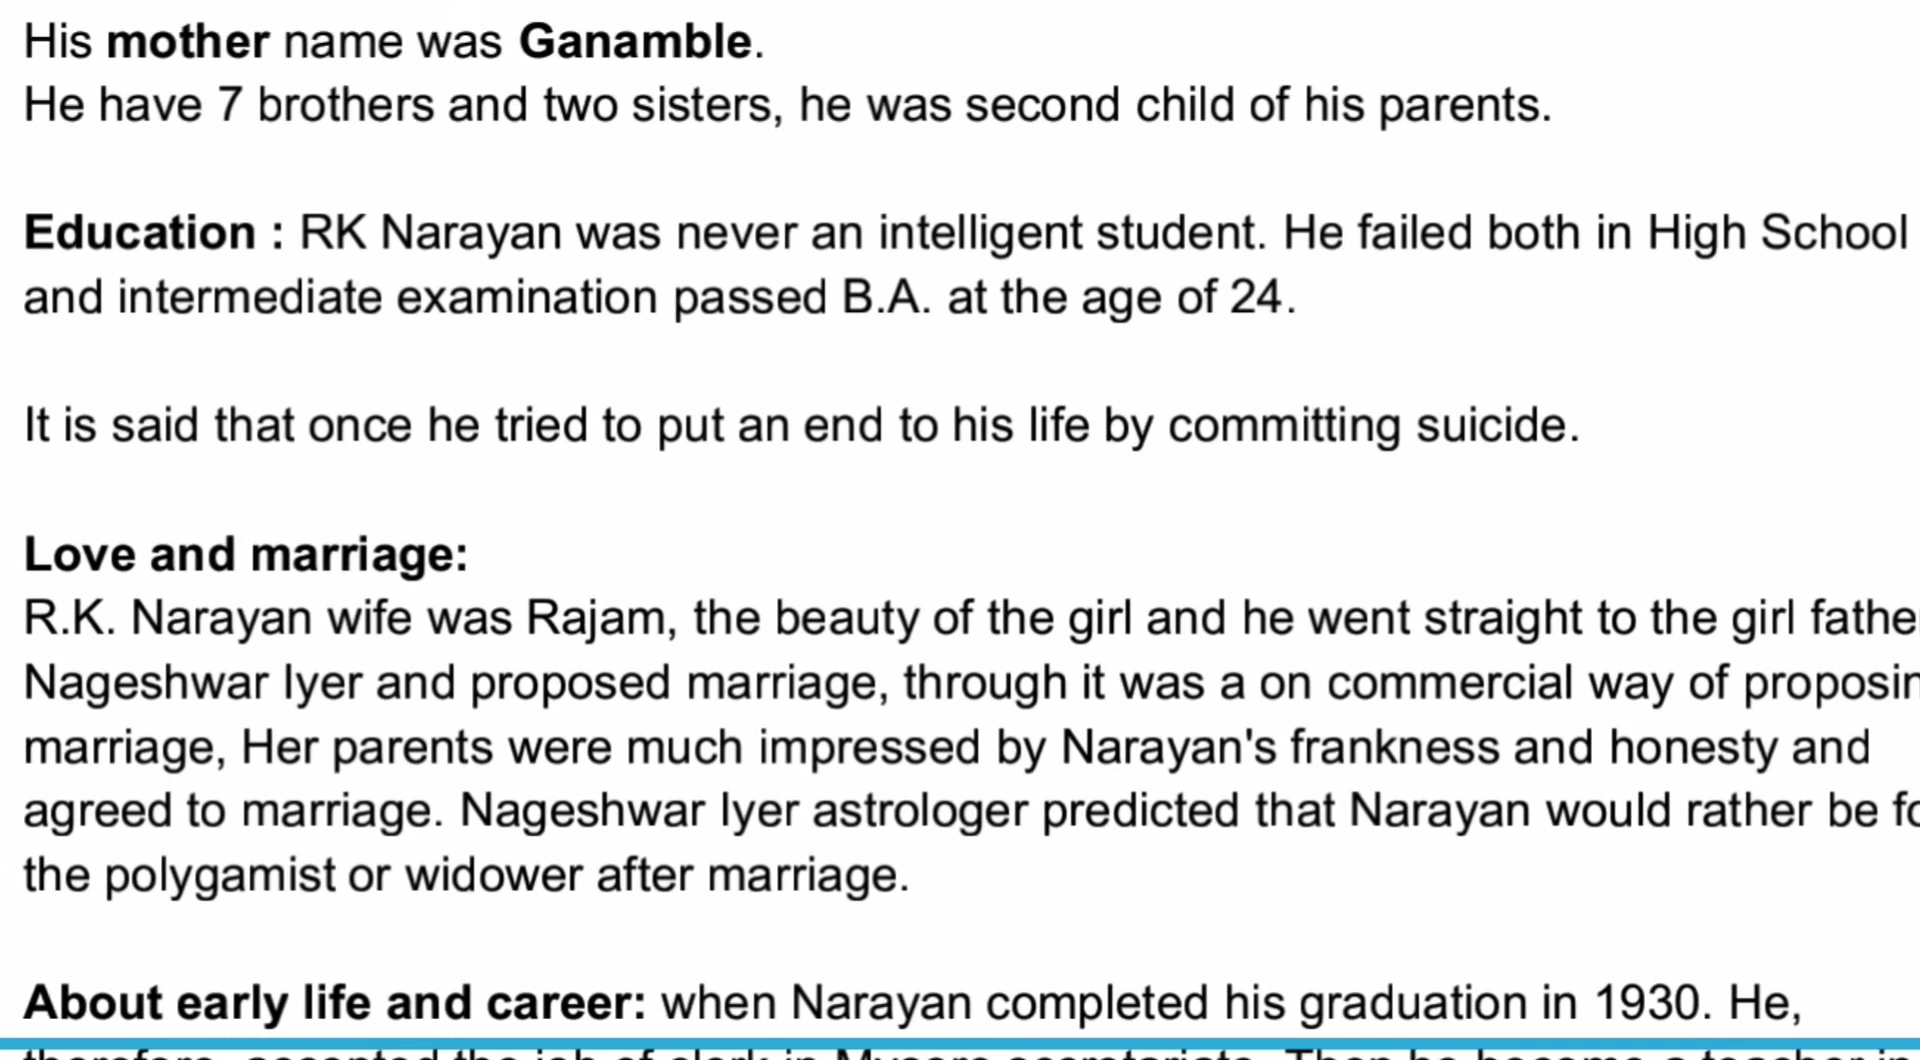 His mother name was Ganamble.
He have 7 brothers and two sisters, he was second child of his parents.
Education : RK Narayan was never an intelligent student. He failed both in High School
and intermediate examination passed B.A. at the age of 24.
It is said that once he tried to put an end to his life by committing suicide.
Love and marriage:
R.K. Narayan wife was Rajam, the beauty of the girl and he went straight to the girl father
Nageshwar Iyer and proposed marriage, through it was a on commercial way of
marriage, Her parents were much impressed by Narayan's frankness and honesty and
agreed to marriage. Nageshwar Iyer astrologer predicted that Narayan would rather be
the polygamist or widower after marriage.
About early life and career: when Narayan completed his graduation in 1930. He,